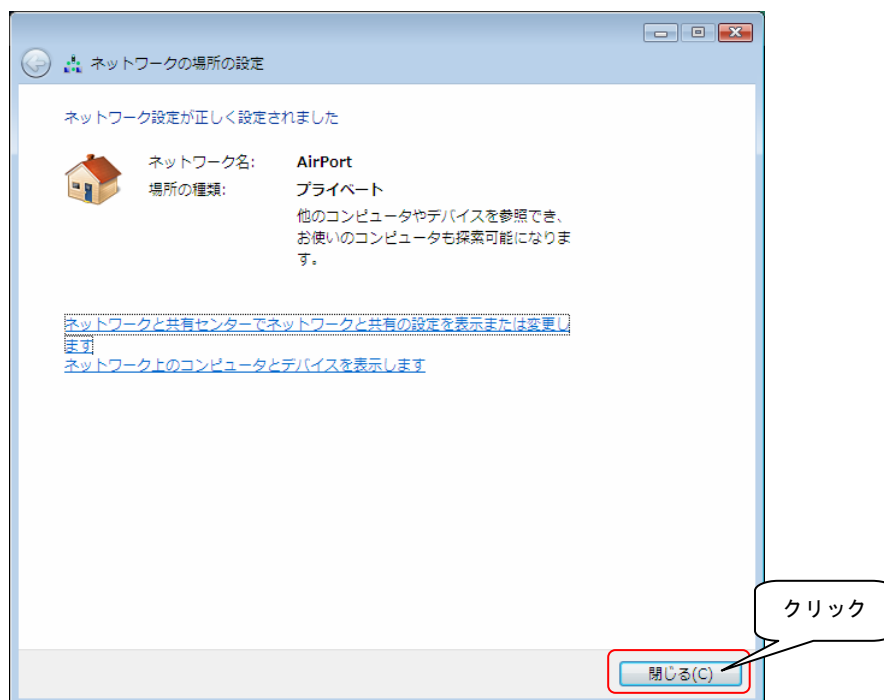 ネットワークの場所の設定
ネットワーク設定が正しく設定されました
ネットワーク名: AirPort
場所の種類: プライベート
他のコンピュータやデバイスを参照でき、
お使いのコンピュータも探索可能になりま
す。
ネットワークと共有センターでネットワークと共有の設定を表示または変更し
ます
ネットワーク上のコンピュータとデバイスを表示します
クリック
閉じる(C)